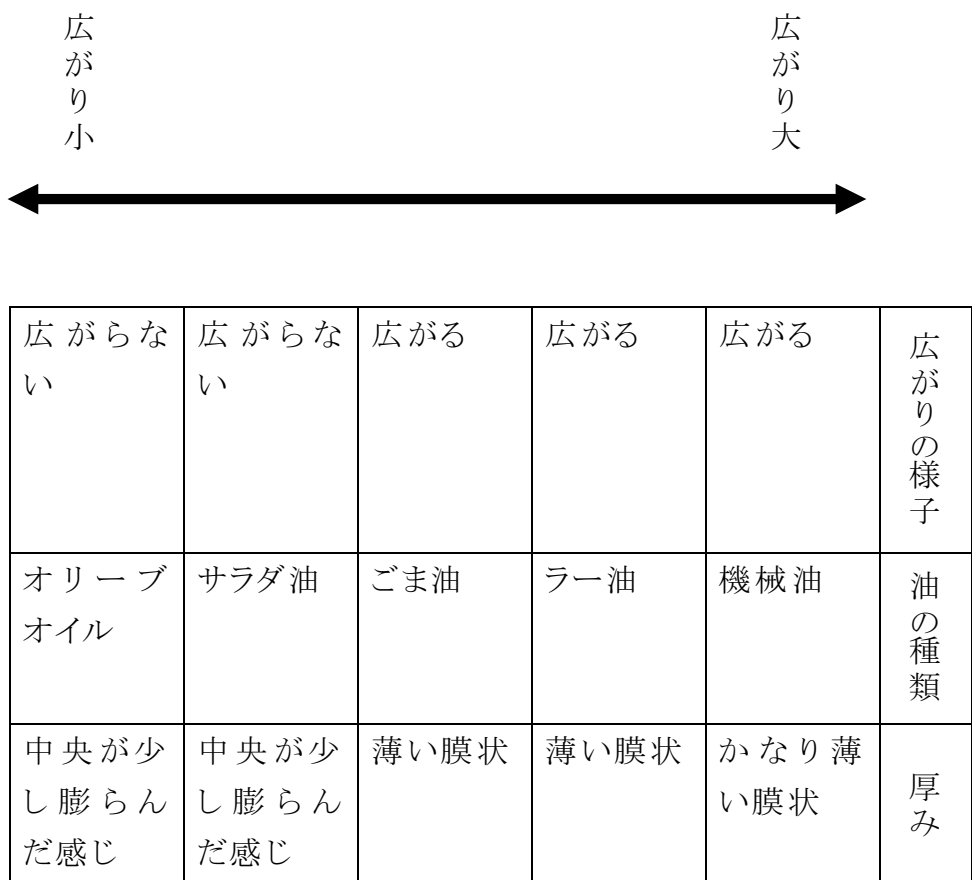 広がり小
広がり大
広がらな
い
広がらな
い
広がる
広がる
広がる
広がりの様子
オリーブ
オイル
サラダ油
ごま油
ラー油
機械油
油の種類
中央が少
し膨らん
だ感じ
中央が少
し膨らん
だ感じ
薄い膜状
薄い膜状
かなり薄
い膜状
厚み